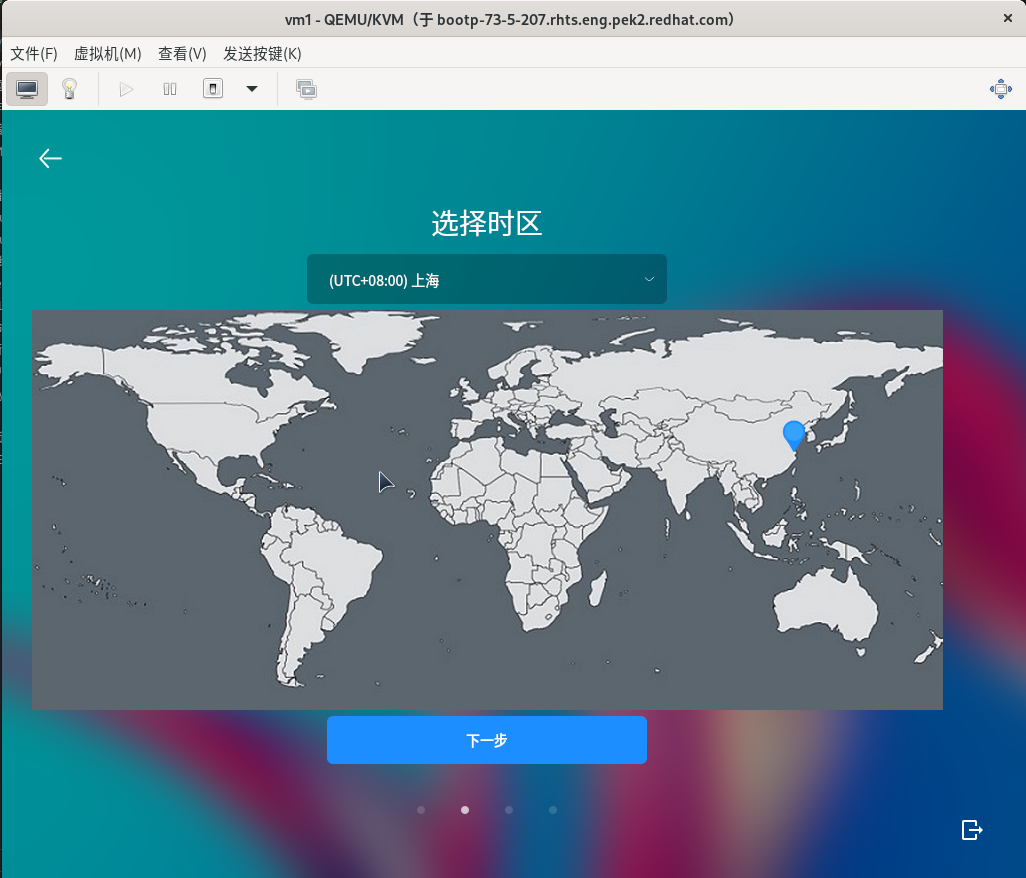 vm1 - QEMU/KVM（于 bootp-73-5-207.rhts.eng.pek2.redhat.com）
文件(F) 虚拟机(M) 查看(V) 发送按键(K)
选择时区
(UTC+08:00) 上海
下一步